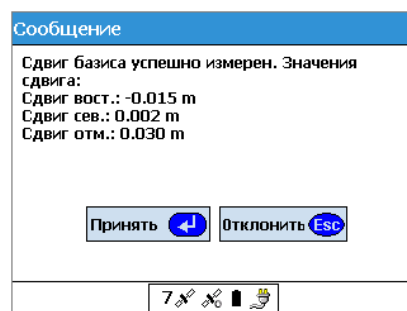 Сообщение
Сдвиг базиса успешно измерен. Значения
сдвига:
Сдвиг вост.: -0.015 m
Сдвиг сев.: 0.002 m
Сдвиг отм.: 0.030 m
Принять
Отклонить Esc
7